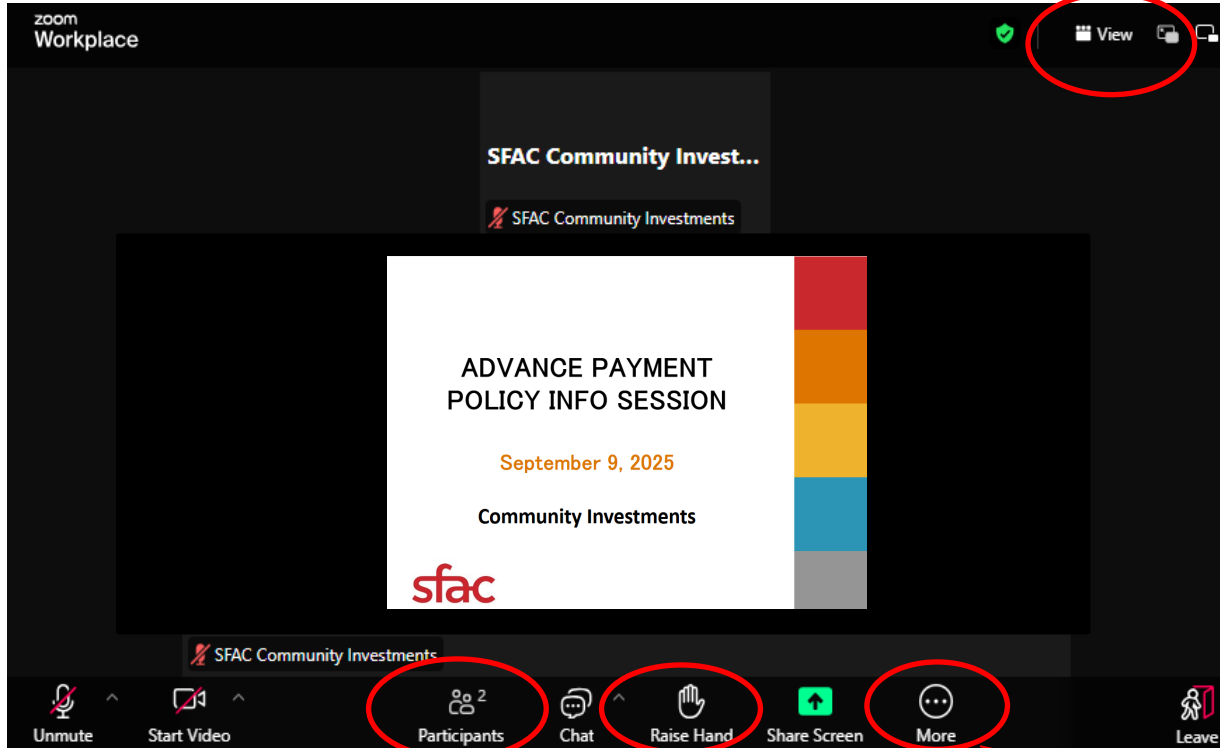 zoom
Workplace
View
SFAC Community Invest...
SFAC Community Investments
ADVANCE PAYMENT
POLICY INFO SESSION
September 9, 2025
Community Investments
sfac
SFAC Community Investments
2
Unmute
Start Video
Participants
Chat
Raise Hand
Share Screen
More
Leave